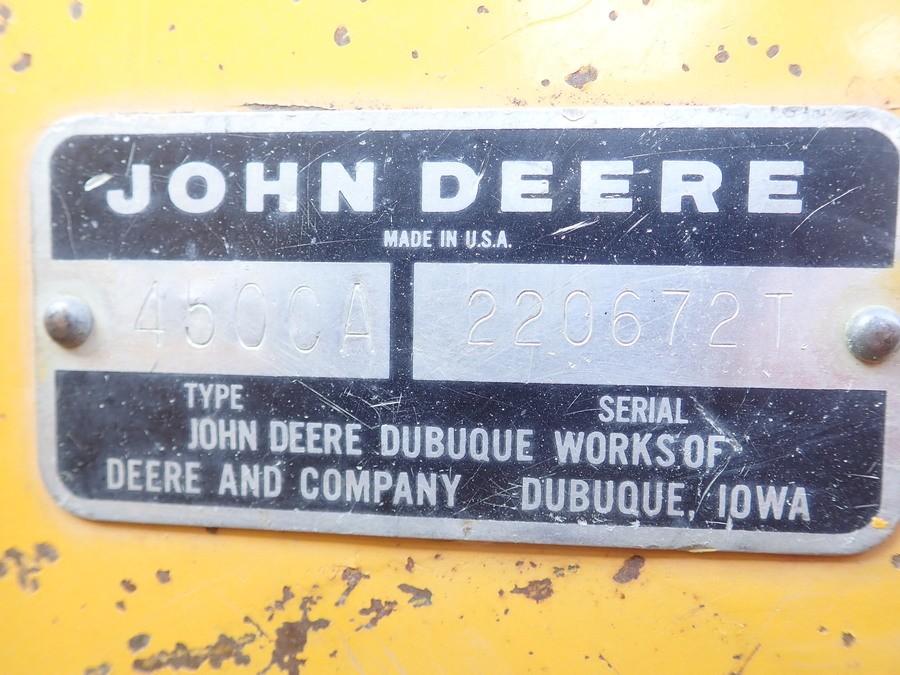 JOHN DEERE
MADE IN U.S.A.
450CA 220672T
TYPE SERIAL
JOHN DEERE DUBUQUE WORKS OF
DEERE AND COMPANY DUBUQUE, IOWA